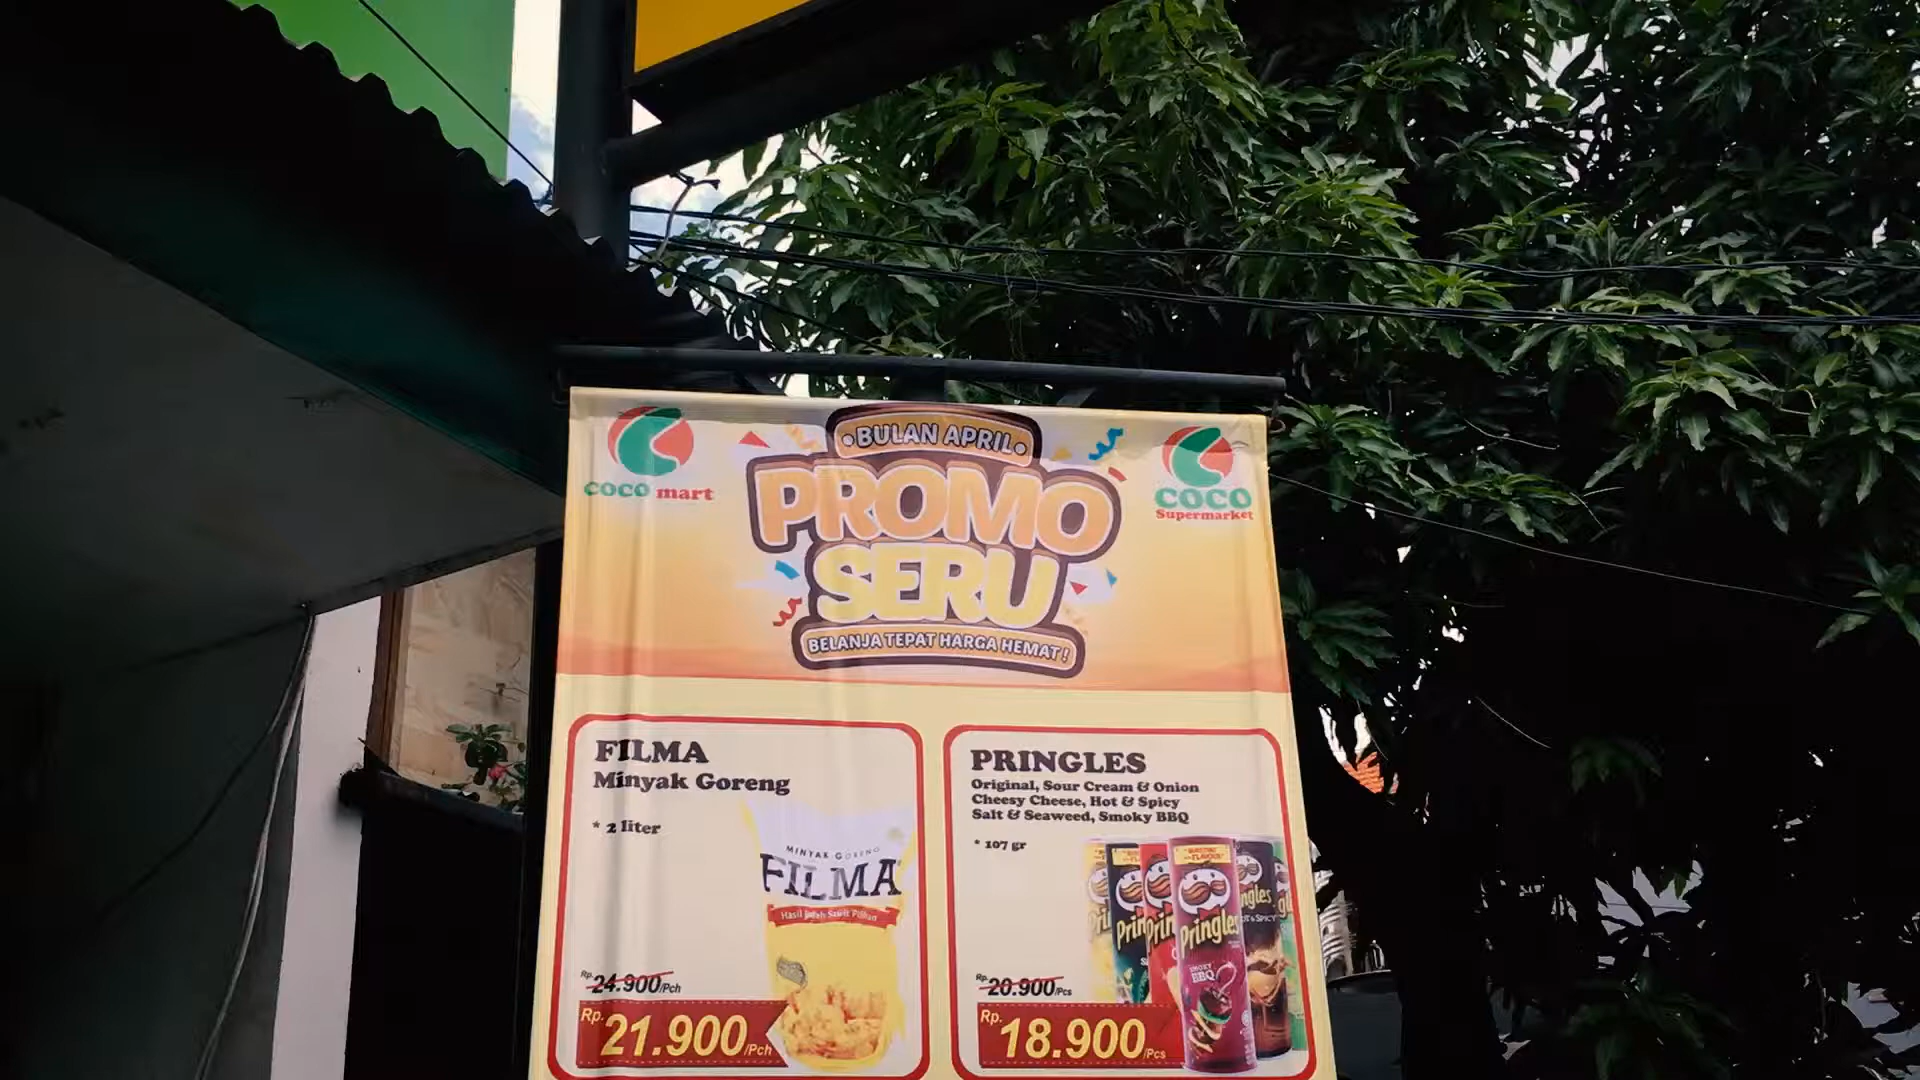 COCO mart
•BULAN APRIL•
PROMO
SERU
BELANJA TEPAT HARGA HEMAT!
COCO
Supermarket
FILMA
Minyak Goreng
* 2 liter
MINYAK GORENG
FILMA
Rp. 24.900/Pch
Rp. 21.900/Pch
PRINGLES
Original, Sour Cream & Onion
Cheesy Cheese, Hot & Spicy
Salt & Seaweed, Smoky BBQ
* 107 gr
Pringles
SMOKY
BBQ
Rp. 20.900/Pcs
Rp. 18.900/Pcs